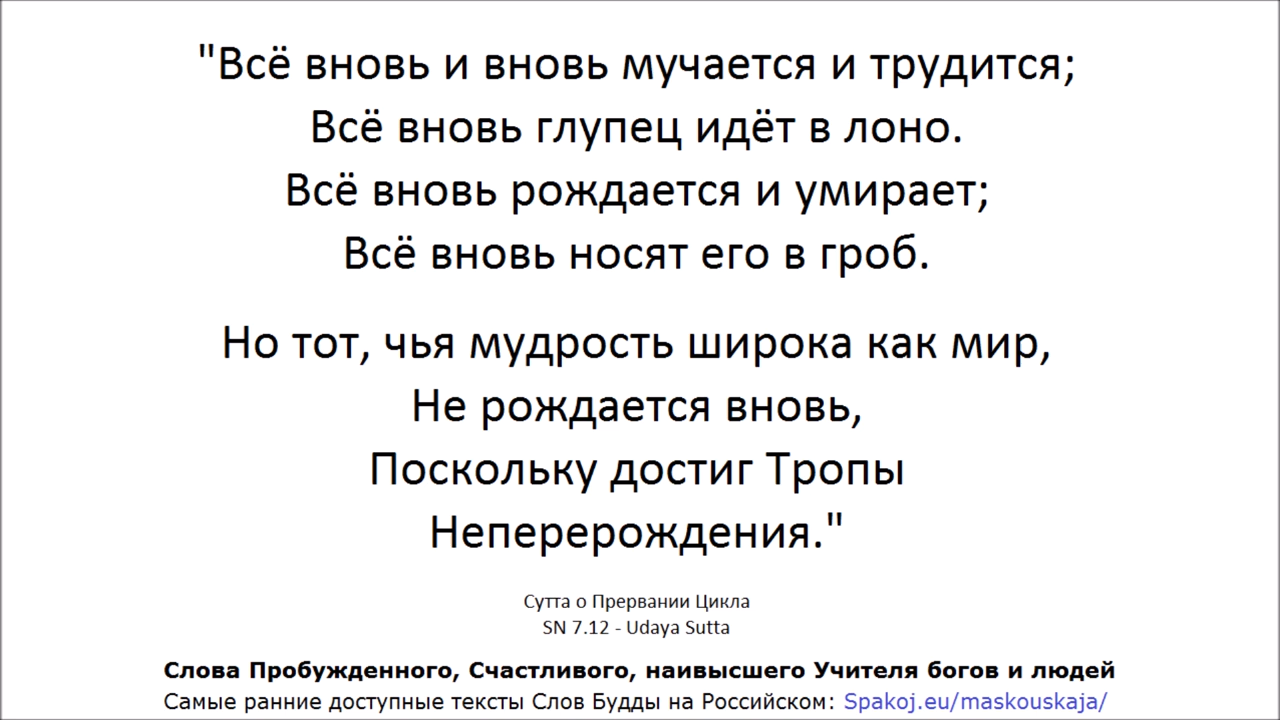 "Всё вновь и вновь мучается и трудится;
Всё вновь глупец идёт в лоно.
Всё вновь рождается и умирает;
Всё вновь носят его в гроб.
Но тот, чья мудрость широка как мир,
Не рождается вновь,
Поскольку достиг Тропы
Неперерождения."
Сутта о Прервании Цикла
SN 7.12 - Udaya Sutta
Слова Пробужденного, Счастливого, наивысшего Учителя богов и людей
Самые ранние доступные тексты Слов Будды на Российском: Spakoj.eu/maskouskaja/